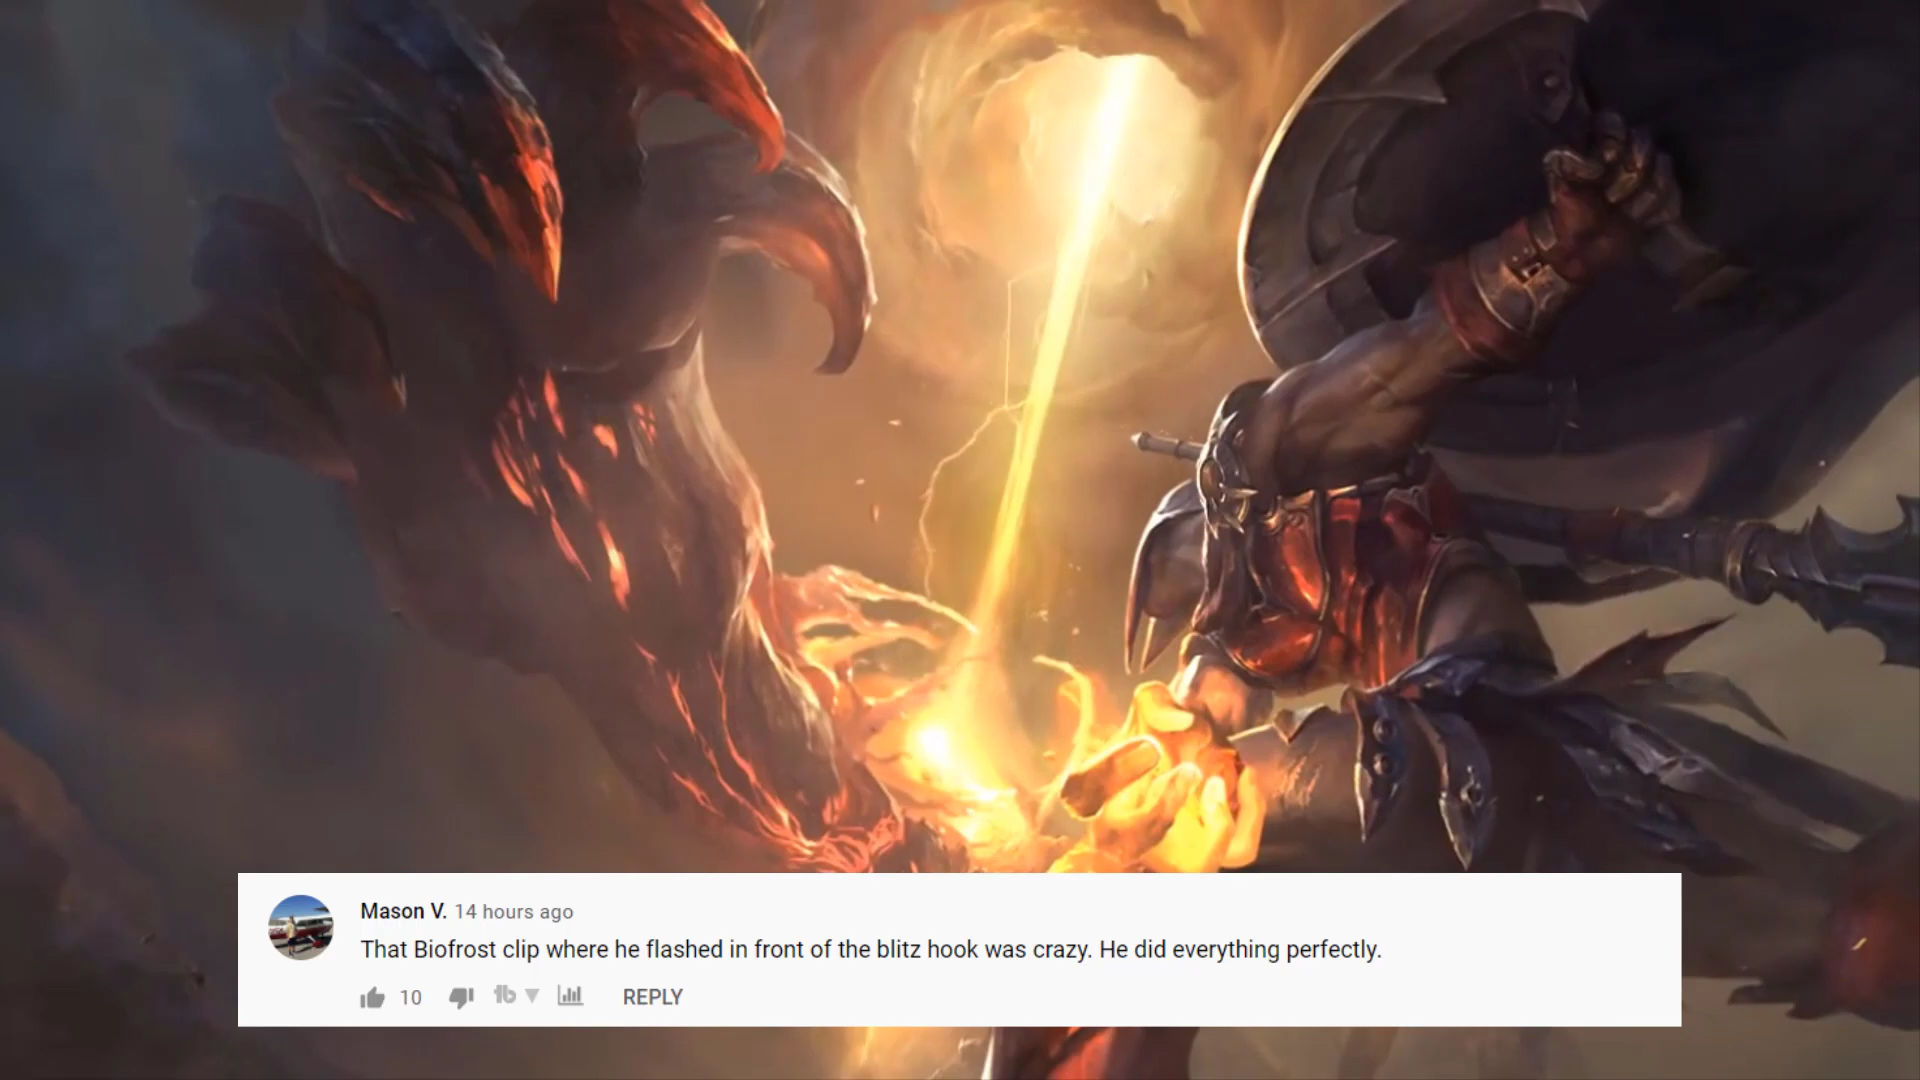 Mason V. 14 hours ago
That Biofrost clip where he flashed in front of the blitz hook was crazy. He did everything perfectly.
10 tb REPLY